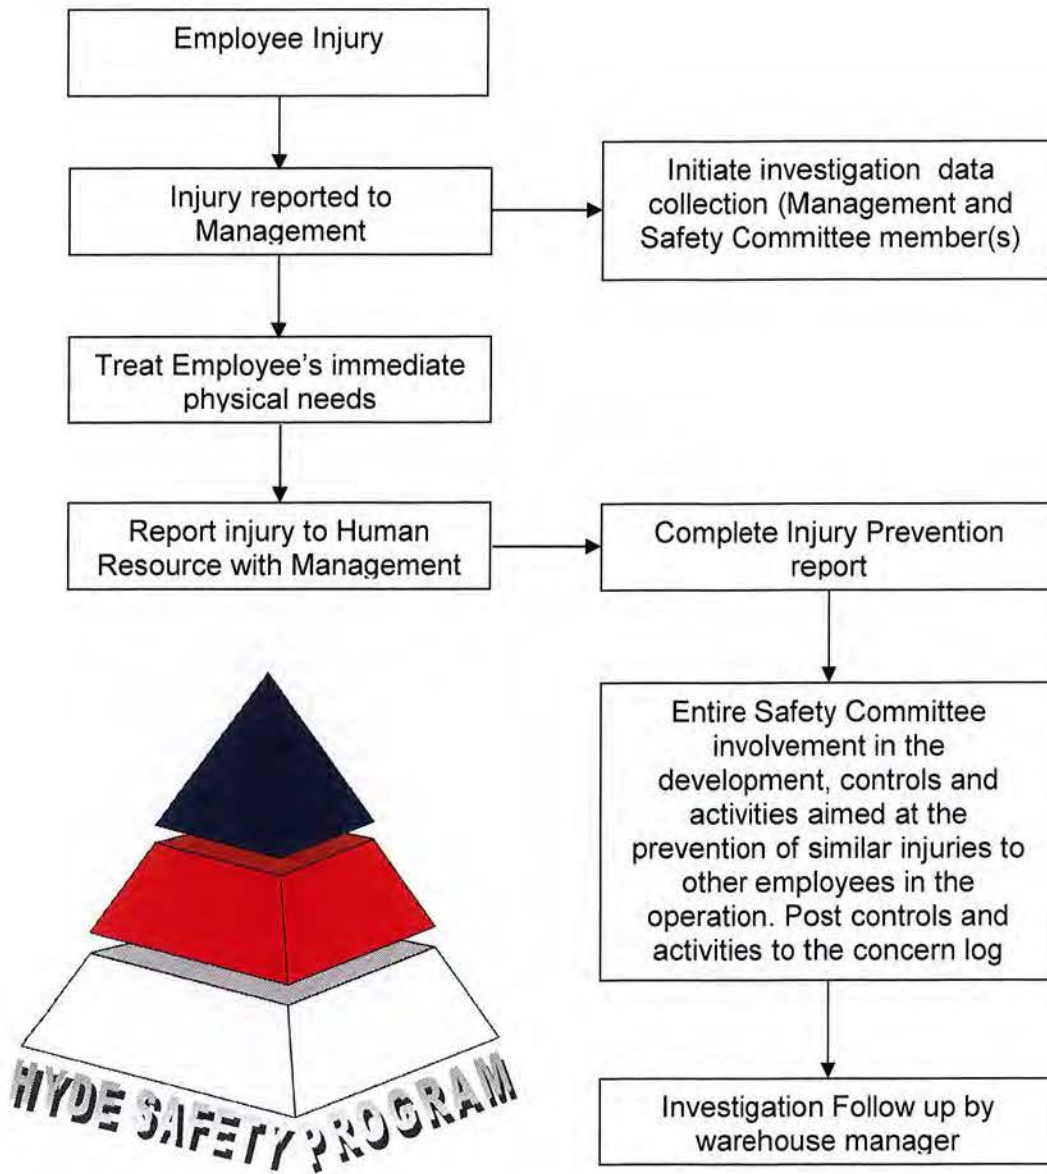 Employee Injury
Injury reported to
Management
Initiate investigation data
collection (Management and
Safety Committee member(s)
Treat Employee's immediate
physical needs
Report injury to Human
Resource with Management
Complete Injury Prevention
report
Entire Safety Committee
involvement in the
development, controls and
activities aimed at the
prevention of similar injuries to
other employees in the
operation. Post controls and
activities to the concern log
Investigation Follow up by
warehouse manager
HYDE SAFETY PROGRAM